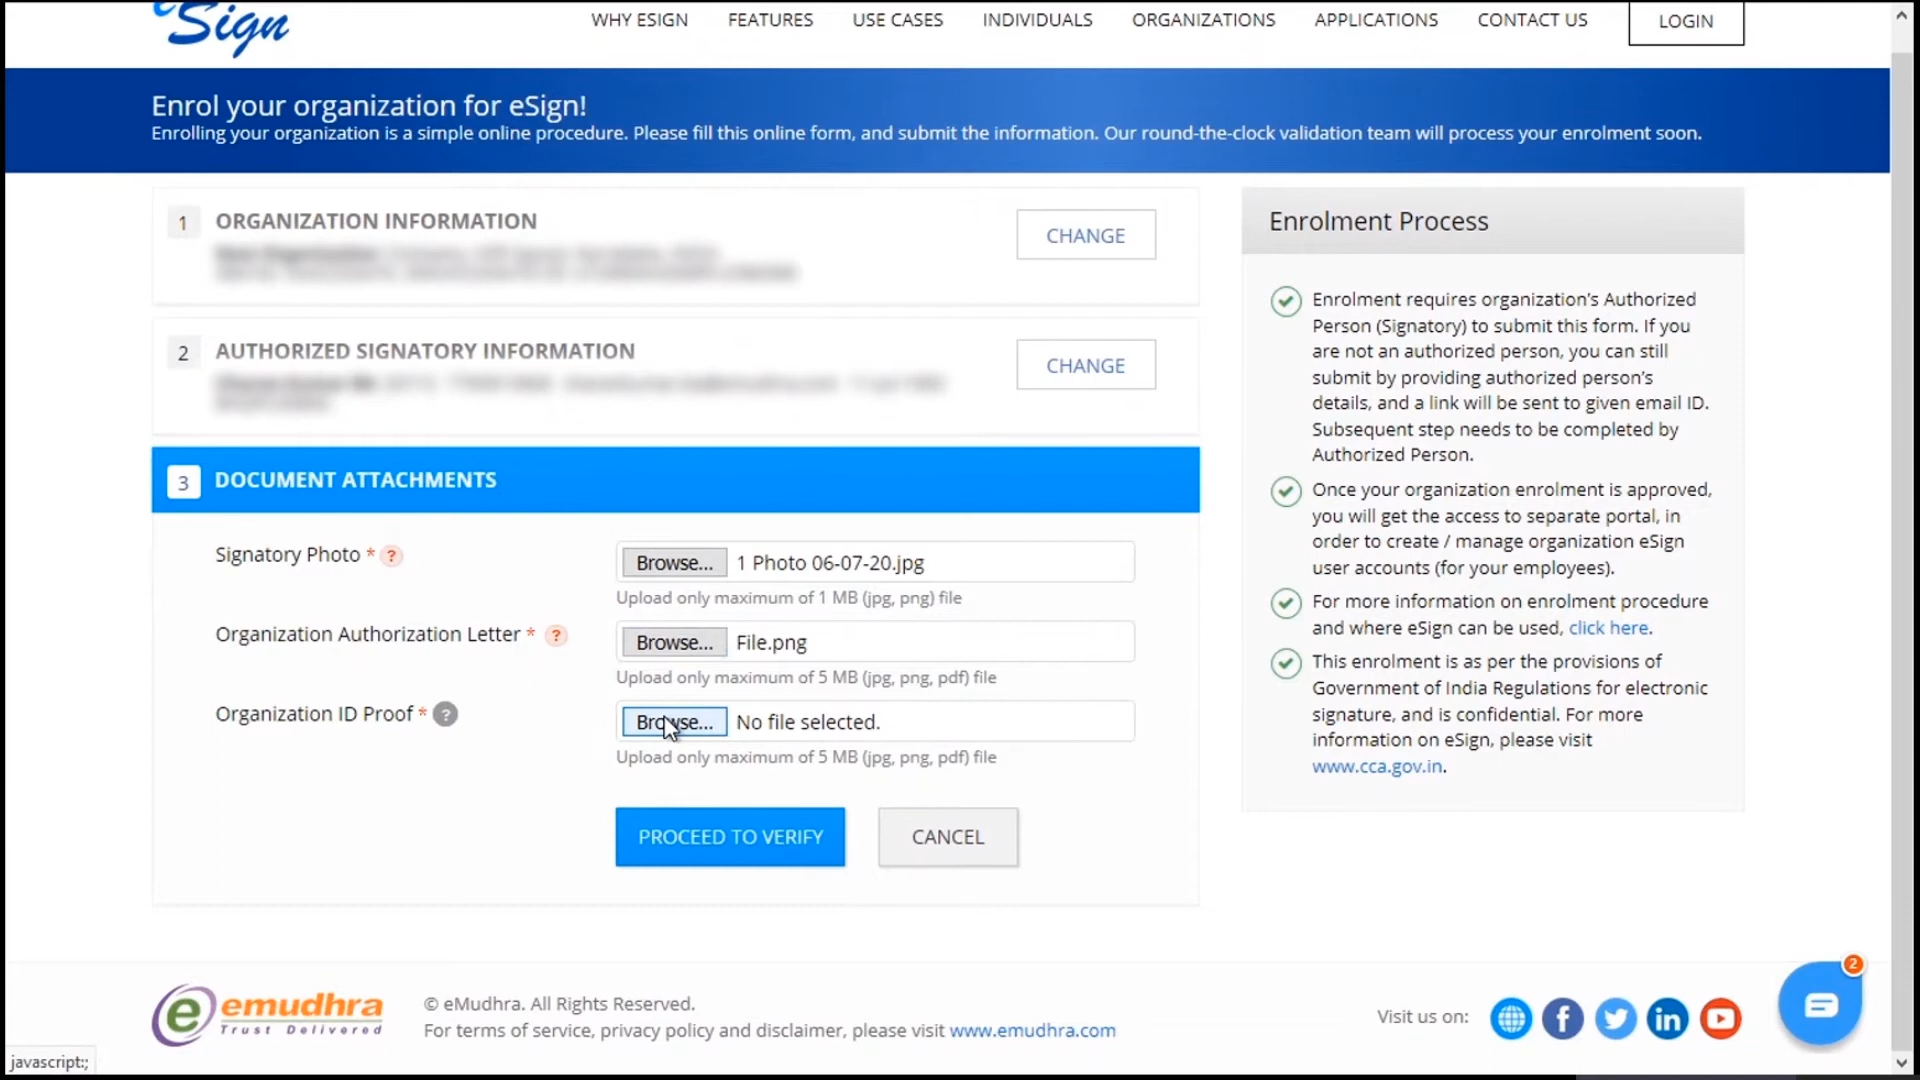 eSign
WHY ESIGN FEATURES USE CASES INDIVIDUALS ORGANIZATIONS APPLICATIONS CONTACT US LOGIN
Enrol your organization for eSign!
Enrolling your organization is a simple online procedure. Please fill this online form, and submit the information. Our round-the-clock validation team will process your enrolment soon.
1 ORGANIZATION INFORMATION
CHANGE
2 AUTHORIZED SIGNATORY INFORMATION
CHANGE
3 DOCUMENT ATTACHMENTS
Signatory Photo * ?
Browse... 1 Photo 06-07-20.jpg
Upload only maximum of 1 MB (jpg, png) file
Organization Authorization Letter * ?
Browse... File.png
Upload only maximum of 5 MB (jpg, png, pdf) file
Organization ID Proof * ?
Browse... No file selected.
Upload only maximum of 5 MB (jpg, png, pdf) file
PROCEED TO VERIFY CANCEL
Enrolment Process
Enrolment requires organization's Authorized
Person (Signatory) to submit this form. If you
are not an authorized person, you can still
submit by providing authorized person's
details, and a link will be sent to given email ID.
Subsequent step needs to be completed by
Authorized Person.
Once your organization enrolment is approved,
you will get the access to separate portal, in
order to create / manage organization eSign
user accounts (for your employees).
For more information on enrolment procedure
and where eSign can be used, click here.
This enrolment is as per the provisions of
Government of India Regulations for electronic
signature, and is confidential. For more
information on eSign, please visit
www.cca.gov.in.
e emudhra
Trust Delivered
© eMudhra. All Rights Reserved.
For terms of service, privacy policy and disclaimer, please visit www.emudhra.com
Visit us on:
f
in
2
javascript:;